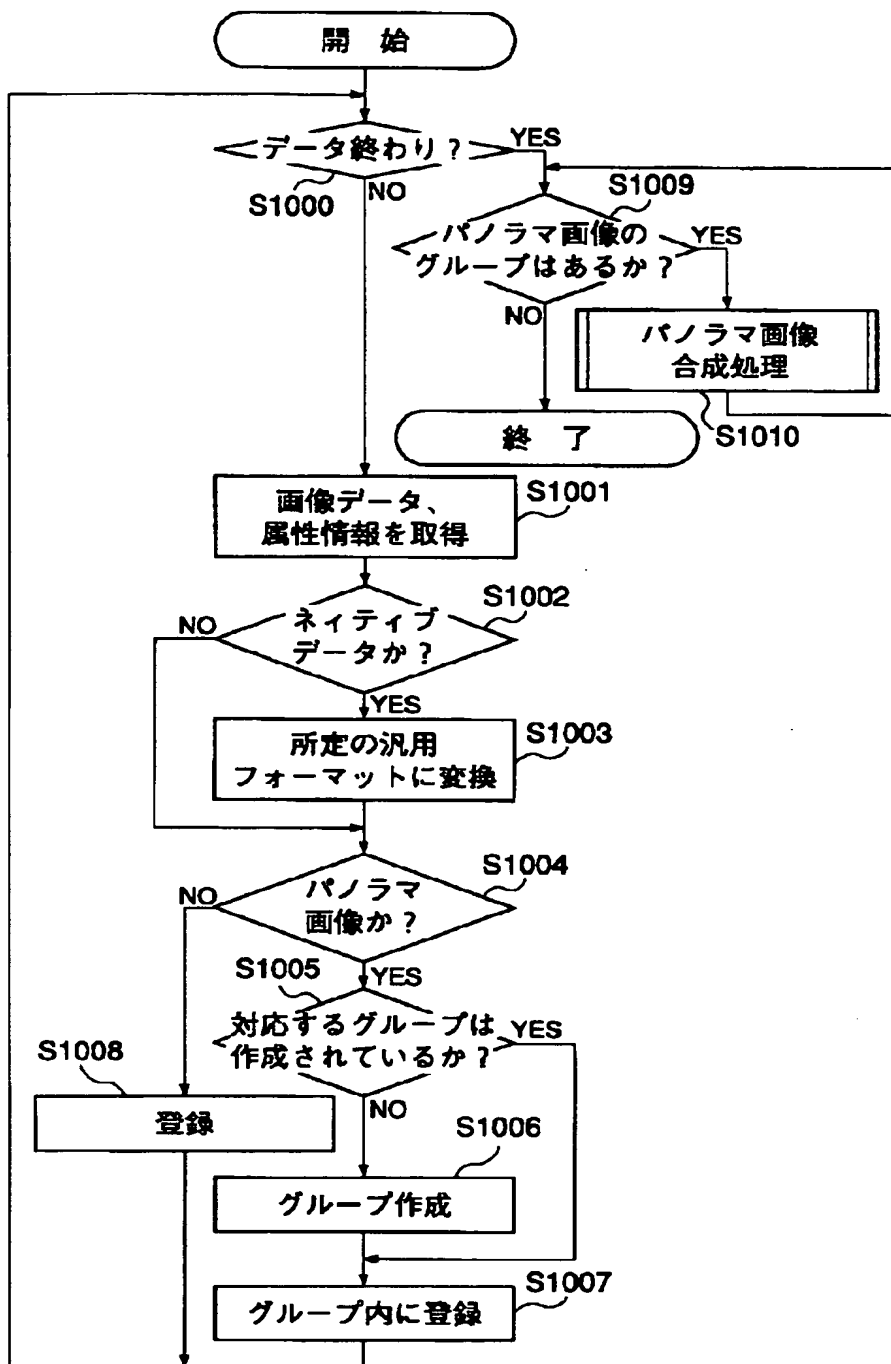 開 始
データ終わり?
YES
S1000
NO
S1009
パノラマ画像の
グループはあるか?
YES
NO
パノラマ画像
合成処理
S1010
終 了
画像データ、
属性情報を取得
S1001
S1002
NO
ネィティブ
データか?
YES
所定の汎用
フォーマットに変換
S1003
S1004
NO
パノラマ
画像か?
S1005
YES
対応するグループは
作成されているか?
YES
S1008
登録
NO
S1006
グループ作成
S1007
グループ内に登録